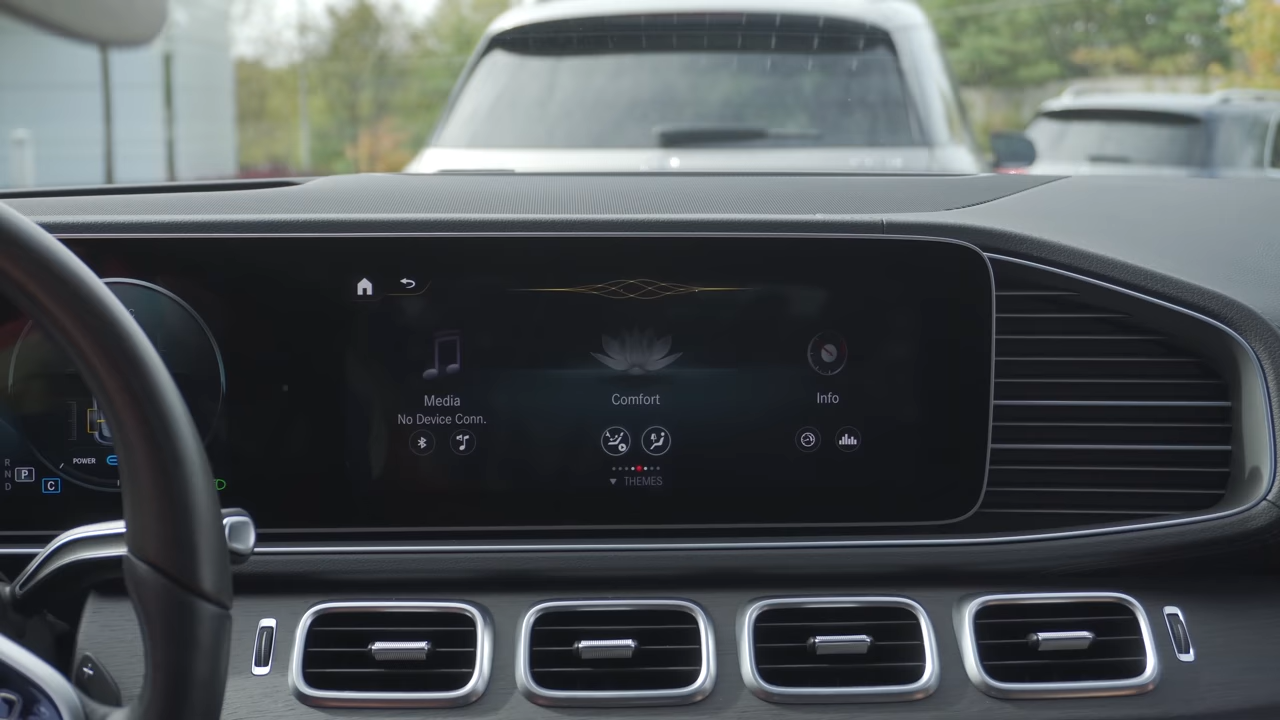 Media
No Device Conn.
Comfort
Info
THEMES
POWER
R
N
D
P
C